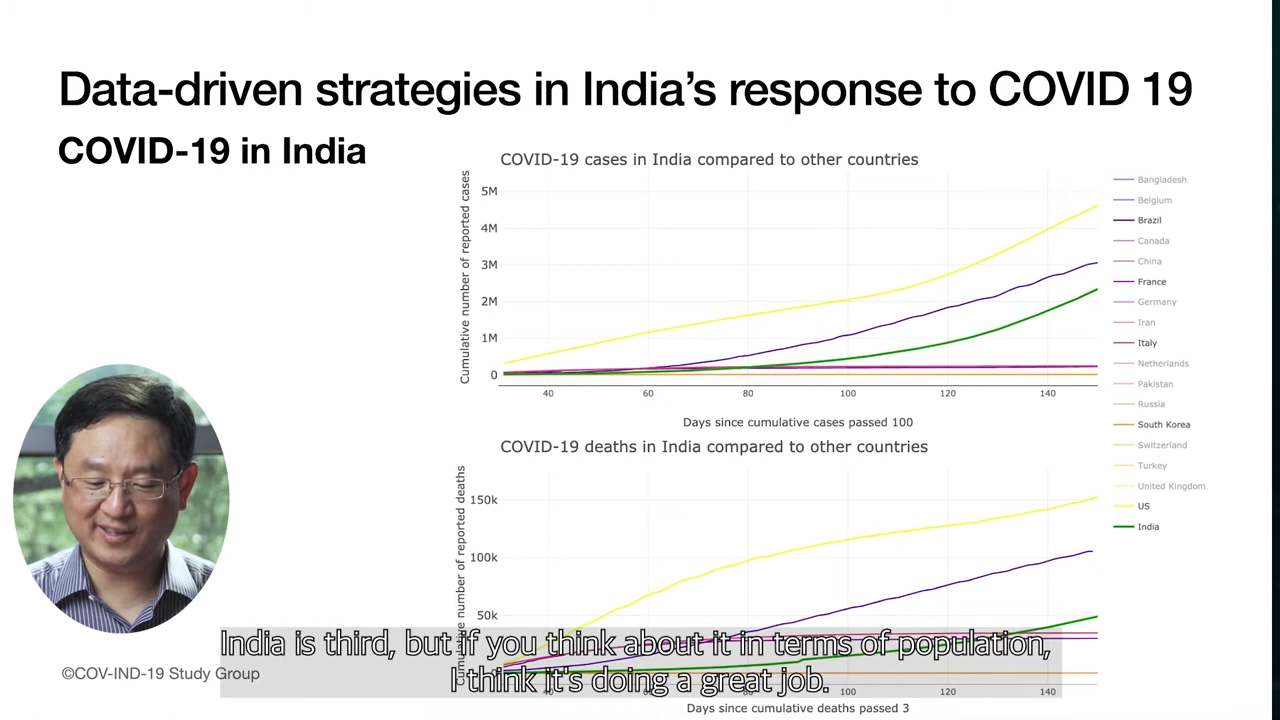 Data-driven strategies in India’s response to COVID 19
COVID-19 in India
COVID-19 cases in India compared to other countries
Cumulative number of reported cases
5M
4M
3M
2M
1M
0
40 60 80 100 120 140
Days since cumulative cases passed 100
COVID-19 deaths in India compared to other countries
Cumulative number of reported deaths
150k
100k
50k
100 120 140
Days since cumulative deaths passed 3
Bangladesh
Belgium
Brazil
Canada
China
France
Germany
Iran
Italy
Netherlands
Pakistan
Russia
South Korea
Switzerland
Turkey
United Kingdom
US
India
India is third, but if you think about it in terms of population,
I think it's doing a great job.
©COV-IND-19 Study Group